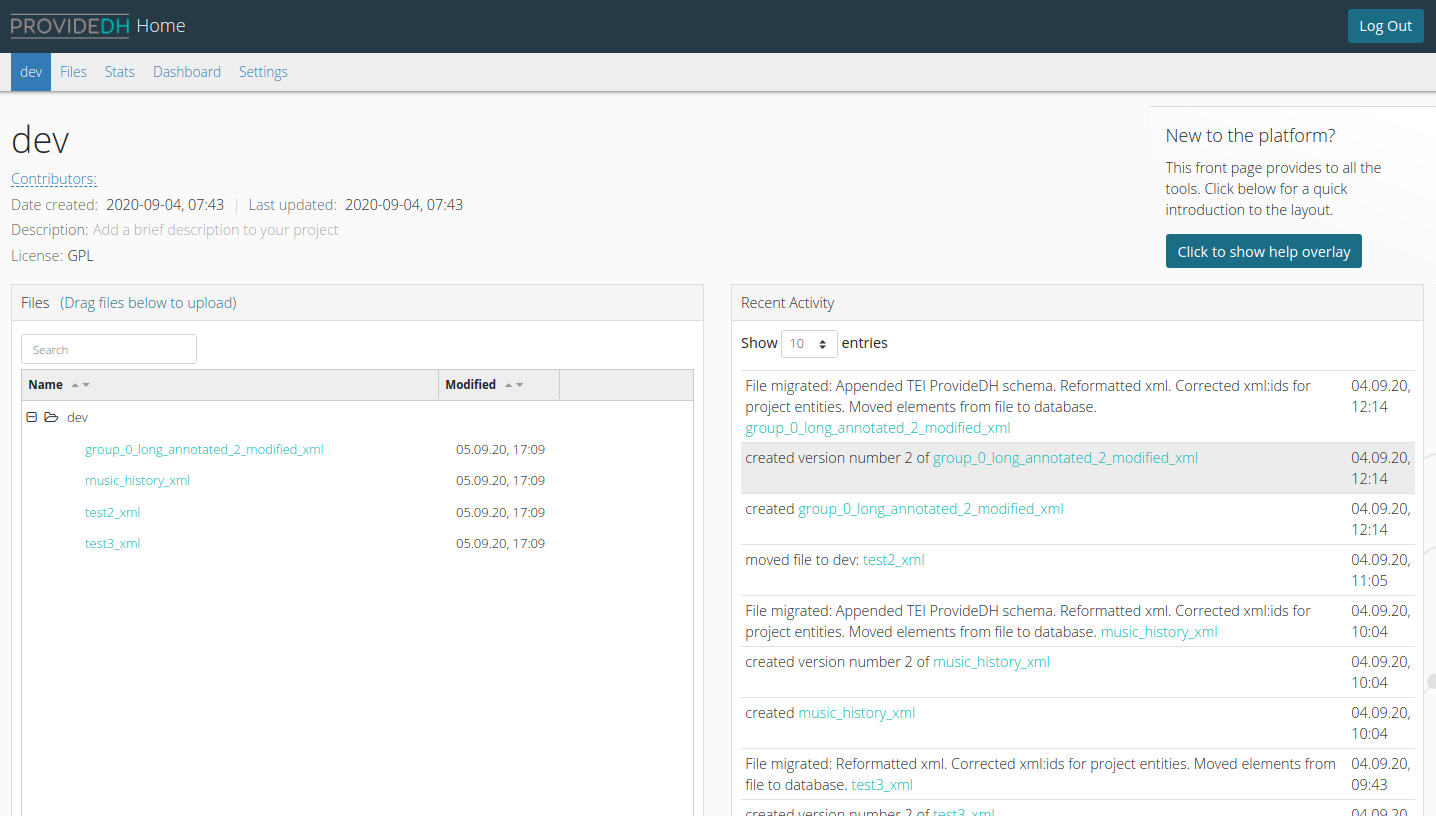 PROVIDEDH Home
Log Out
dev Files Stats Dashboard Settings
dev
Contributors:
Date created: 2020-09-04, 07:43 | Last updated: 2020-09-04, 07:43
Description: Add a brief description to your project
License: GPL
New to the platform?
This front page provides to all the
tools. Click below for a quick
introduction to the layout.
Click to show help overlay
Files (Drag files below to upload)
Search
Name Modified
dev
group_0_long_annotated_2_modified_xml 05.09.20, 17:09
music_history_xml 05.09.20, 17:09
test2_xml 05.09.20, 17:09
test3_xml 05.09.20, 17:09
Recent Activity
Show 10 entries
File migrated: Appended TEI ProvideDH schema. Reformatted xml. Corrected xml:ids for 04.09.20,
project entities. Moved elements from file to database. 12:14
group_0_long_annotated_2_modified_xml
created version number 2 of group_0_long_annotated_2_modified_xml 04.09.20,
12:14
created group_0_long_annotated_2_modified_xml 04.09.20,
12:14
moved file to dev: test2_xml 04.09.20,
11:05
File migrated: Appended TEI ProvideDH schema. Reformatted xml. Corrected xml:ids for 04.09.20,
project entities. Moved elements from file to database. music_history_xml 10:04
created version number 2 of music_history_xml 04.09.20,
10:04
created music_history_xml 04.09.20,
10:04
File migrated: Reformatted xml. Corrected xml:ids for project entities. Moved elements from 04.09.20,
file to database. test3_xml 09:43
created version number 2 of test3_xml 04.09.20,